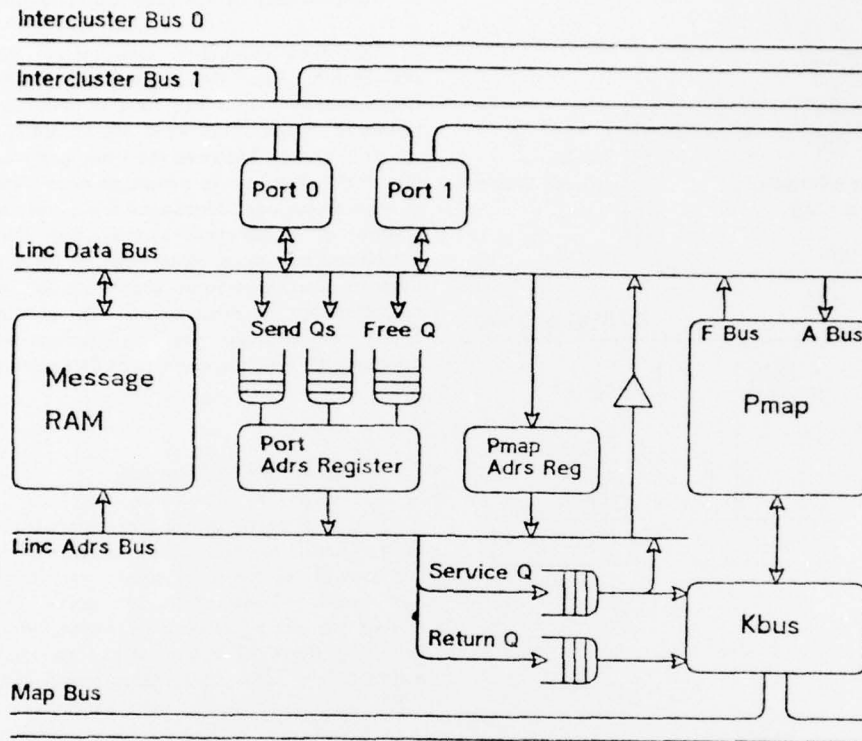 Intercluster Bus 0
Intercluster Bus 1
Port 0
Port 1
Linc Data Bus
Send Qs
Free Q
F Bus
A Bus
Message
RAM
Pmap
Port
Adrs Register
Pmap
Adrs Reg
Linc Adrs Bus
Service Q
Kbus
Return Q
Map Bus